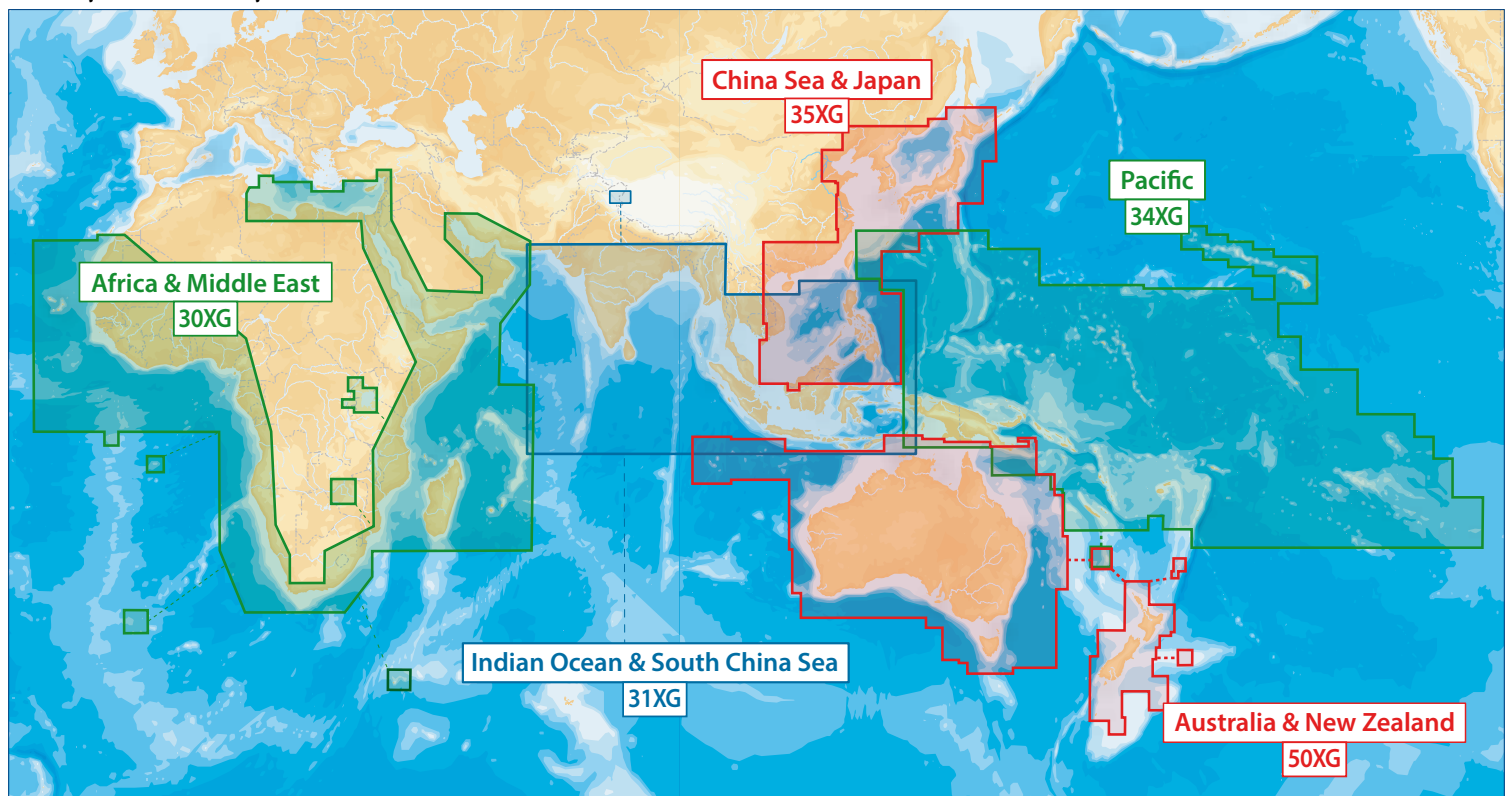 China Sea & Japan
35XG
Pacific
34XG
Africa & Middle East
30XG
Indian Ocean & South China Sea
31XG
Australia & New Zealand
50XG